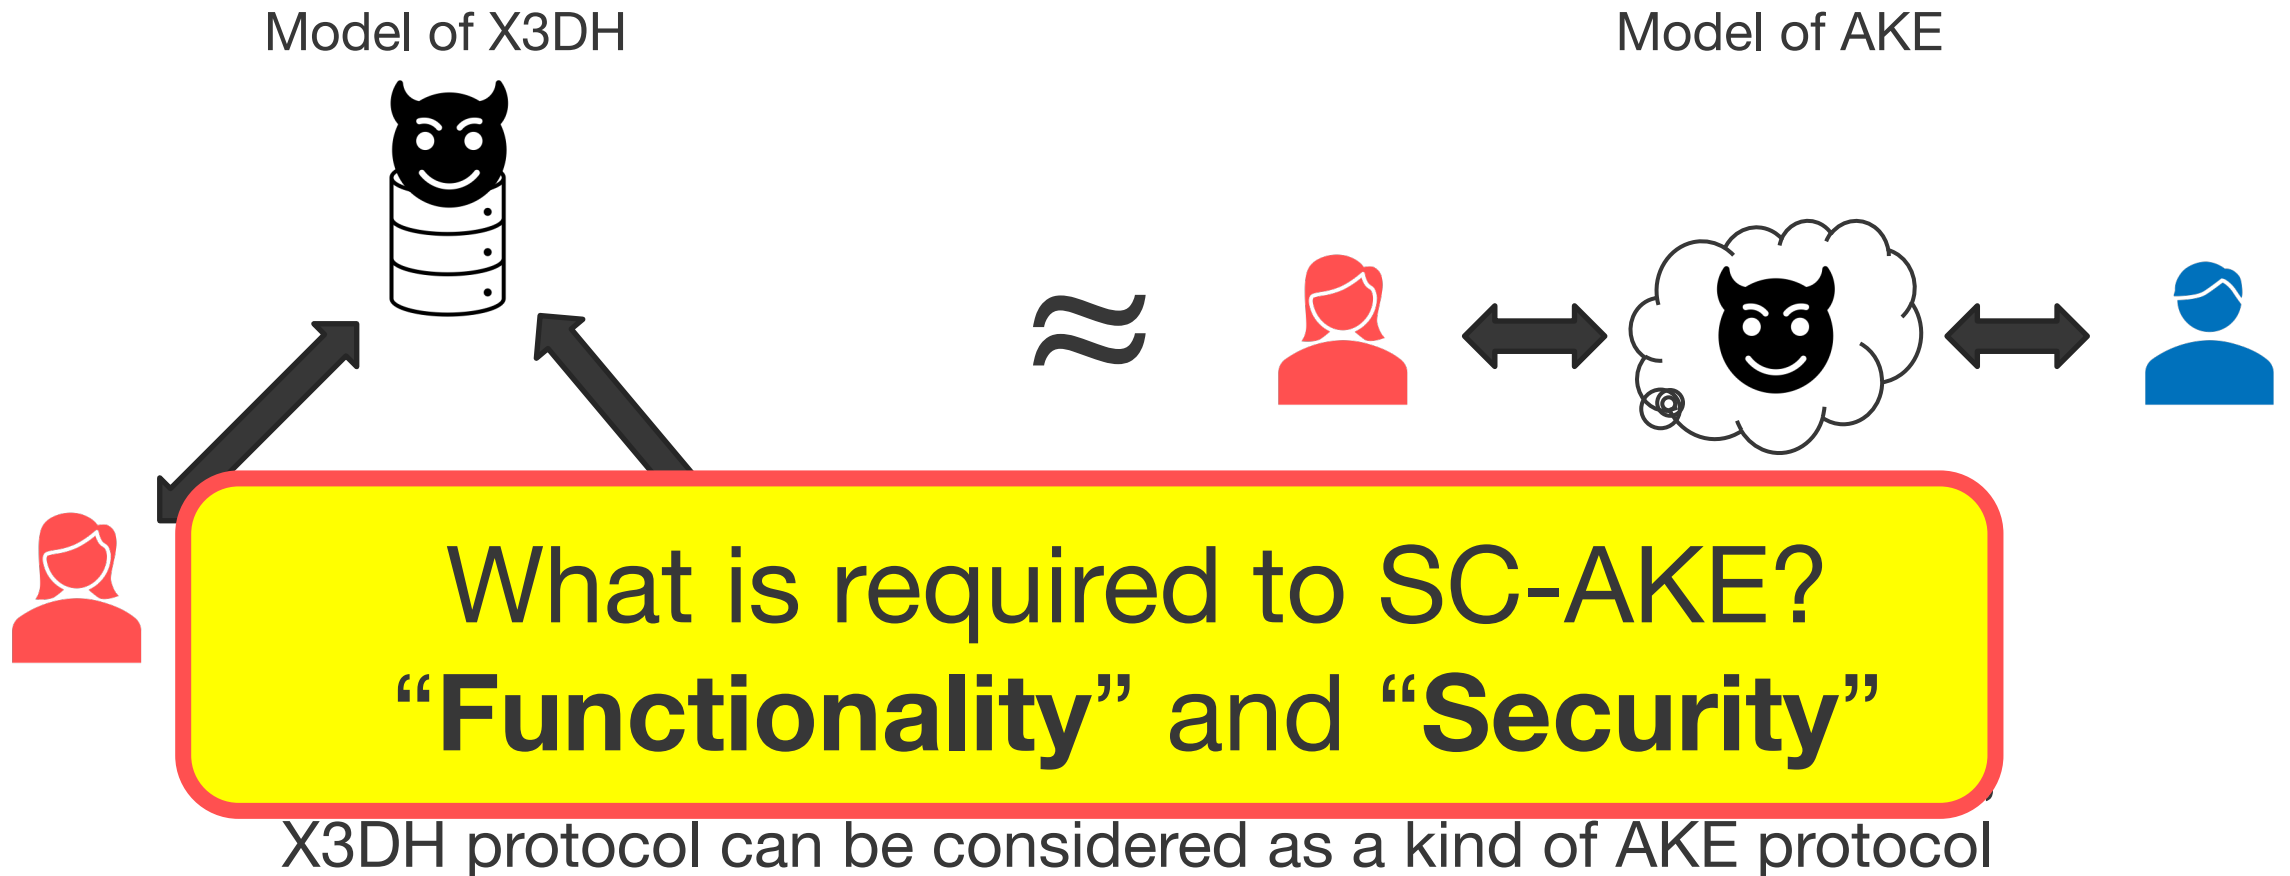 Model of X3DH
Model of AKE
≈
What is required to SC-AKE?
“Functionality” and “Security”
X3DH protocol can be considered as a kind of AKE protocol